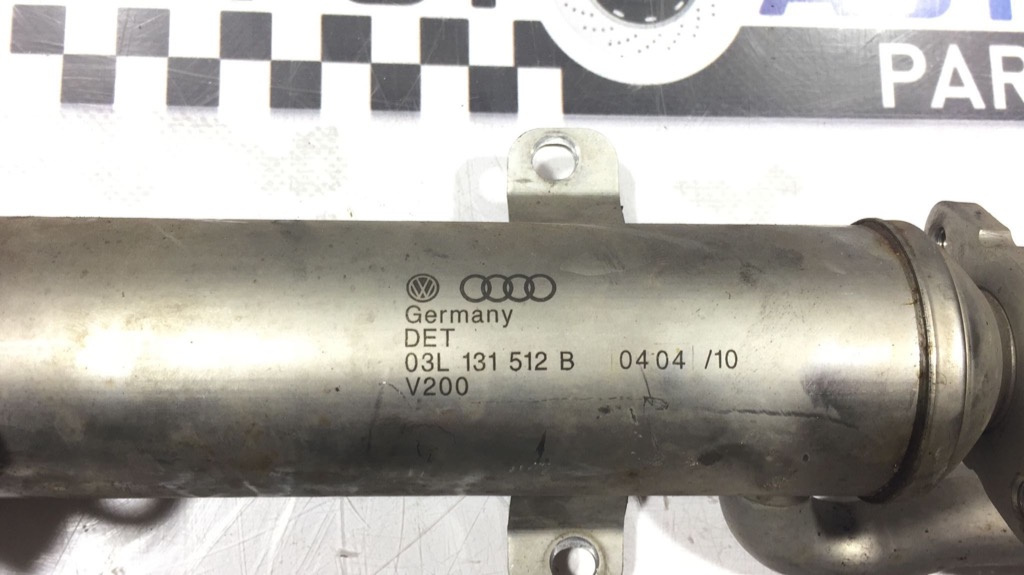 PAR
Germany
DET
03L 131 512 B 04 04 /10
V200